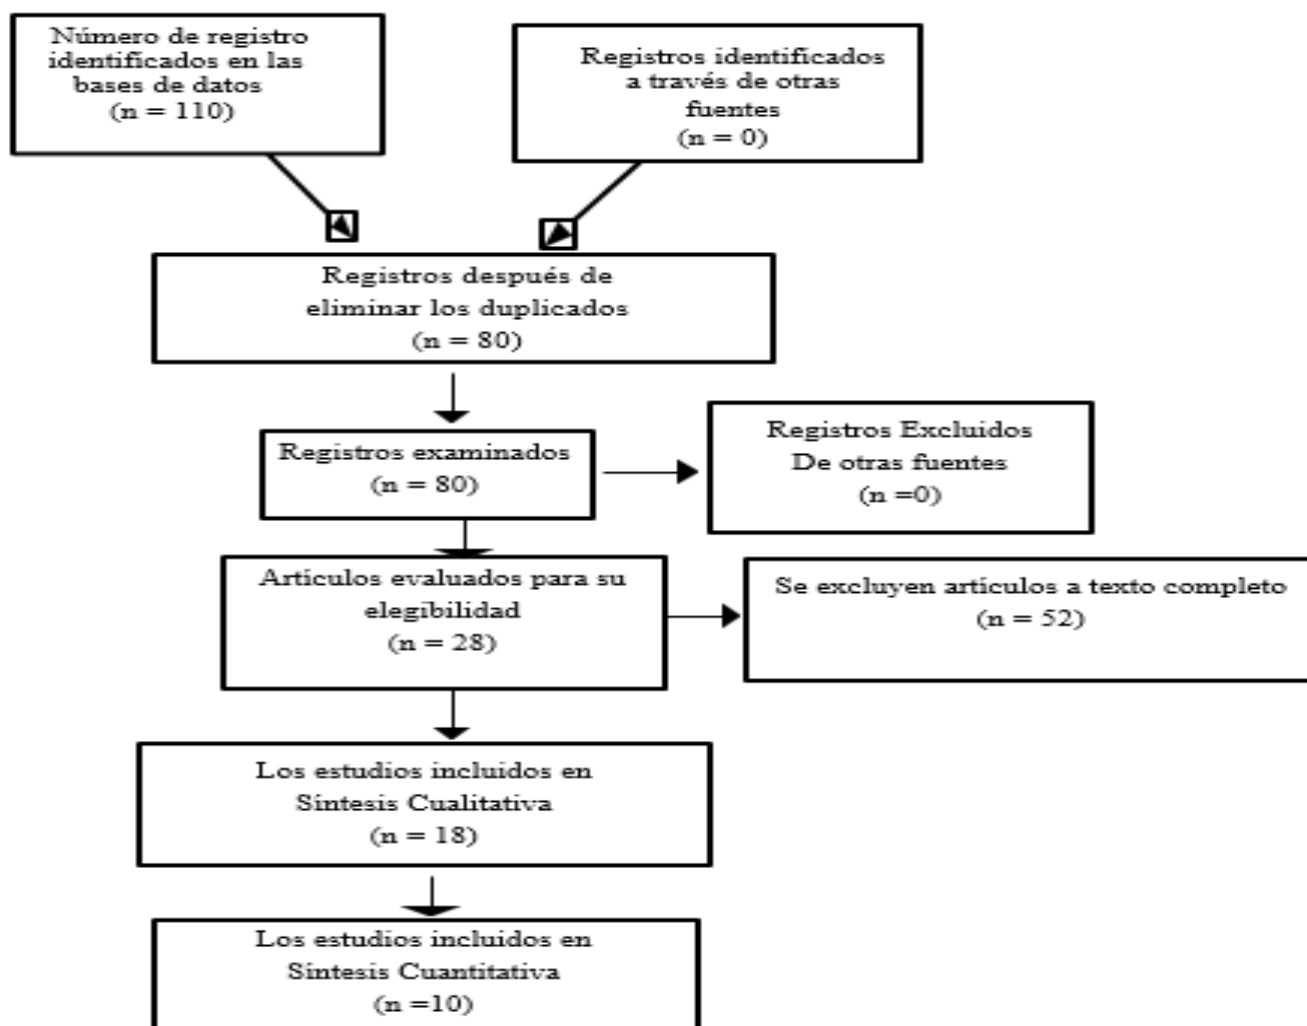 Número de registro
identificados en las
bases de datos
(n = 110)
Registros identificados
a través de otras
fuentes
(n = 0)
Registros después de
eliminar los duplicados
(n = 80)
Registros examinados
(n = 80)
Registros Excluidos
De otras fuentes
(n =0)
Artículos evaluados para su
elegibilidad
(n = 28)
Se excluyen artículos a texto completo
(n = 52)
Los estudios incluidos en
Síntesis Cualitativa
(n = 18)
Los estudios incluidos en
Síntesis Cuantitativa
(n =10)